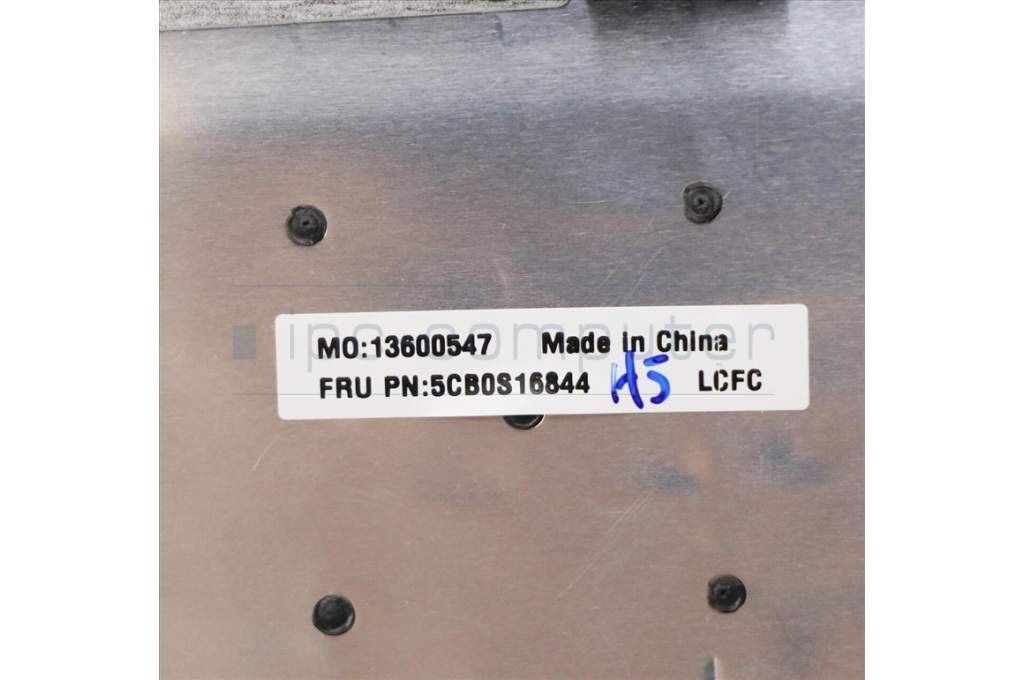 MO:13600547 Made in China
FRU PN:5CB0S16844 H5 LCFC
ipc-computer